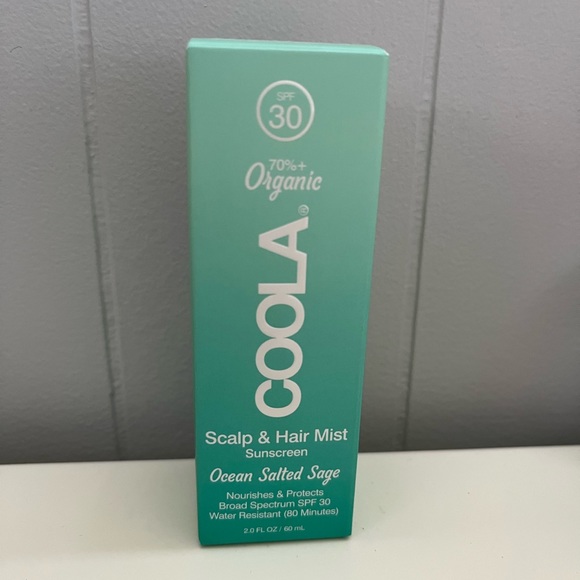 SPF
30
70%+
Organic
COOLA®
Scalp & Hair Mist
Sunscreen
Ocean Salted Sage
Nourishes & Protects
Broad Spectrum SPF 30
Water Resistant (80 Minutes)
2.0 FL OZ / 60 mL